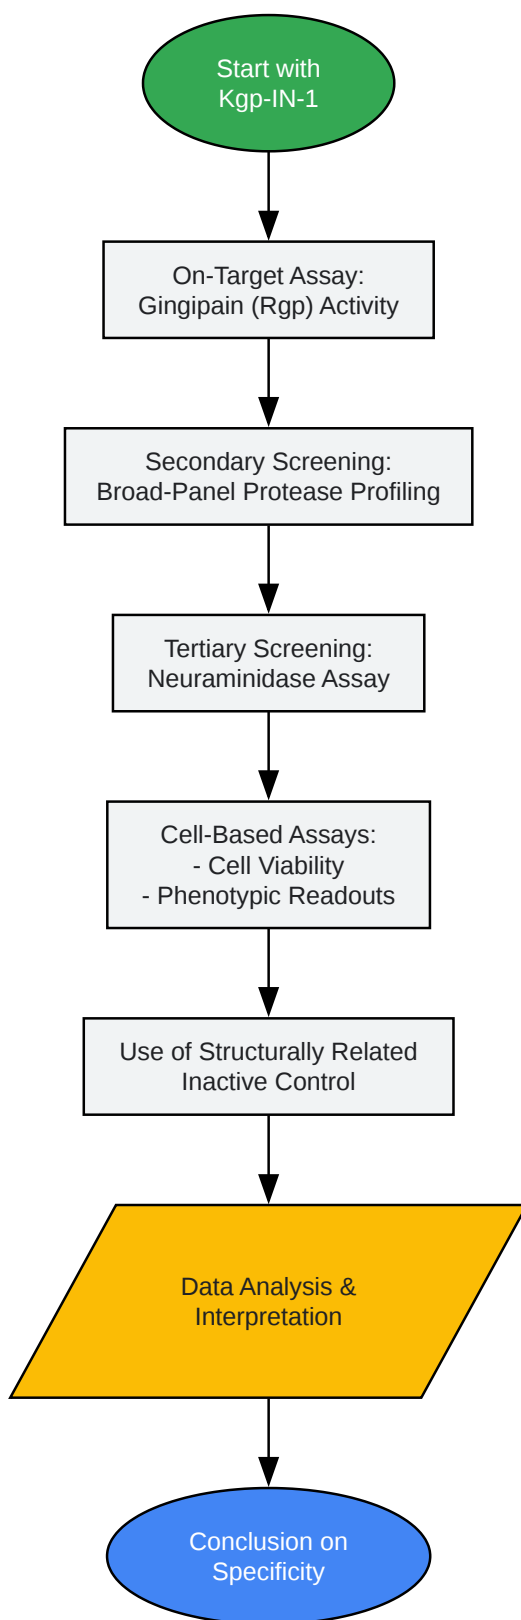 Start with
Kgp-IN-1
On-Target Assay:
Gingipain (Rgp) Activity
Secondary Screening:
Broad-Panel Protease Profiling
Tertiary Screening:
Neuraminidase Assay
Cell-Based Assays:
- Cell Viability
- Phenotypic Readouts
Use of Structurally Related
Inactive Control
Data Analysis &
Interpretation
Conclusion on
Specificity